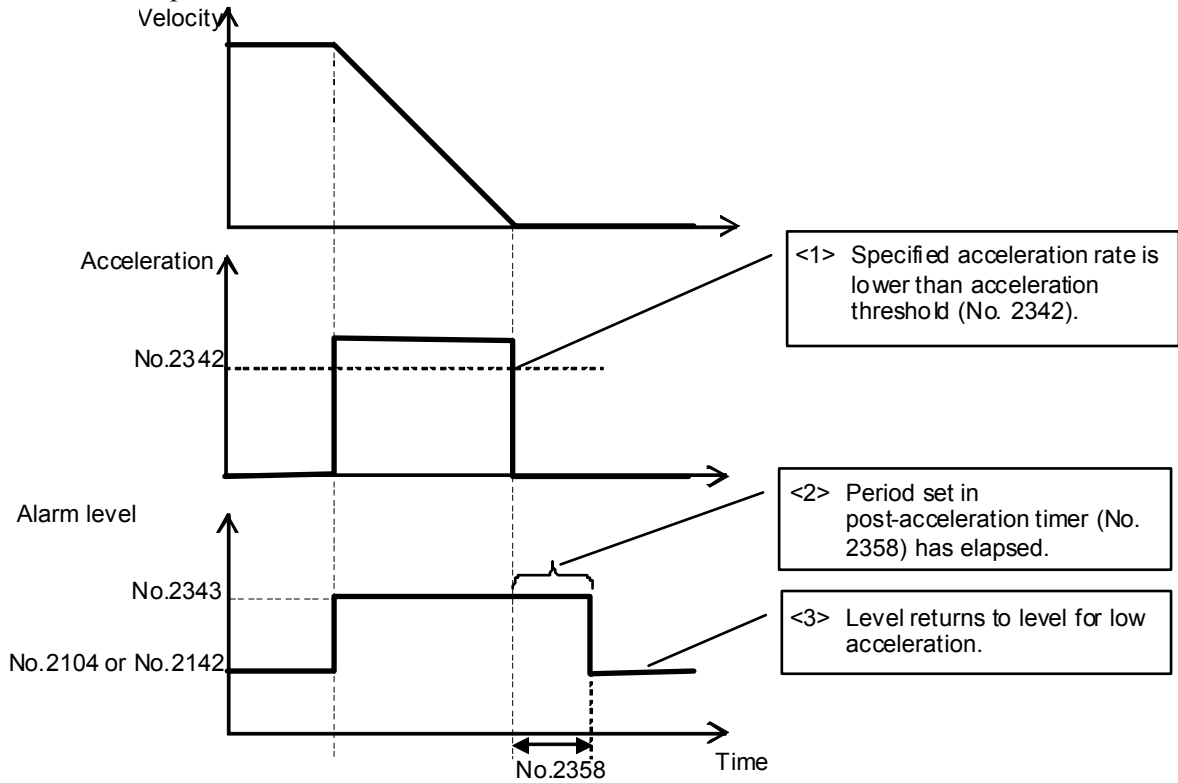 Velocity
<1> Specified acceleration rate is
lower than acceleration
threshold (No. 2342).
Acceleration
No.2342
<2> Period set in
post-acceleration timer (No.
2358) has elapsed.
Alarm level
No.2343
<3> Level returns to level for low
acceleration.
No.2104 or No.2142
No.2358
Time